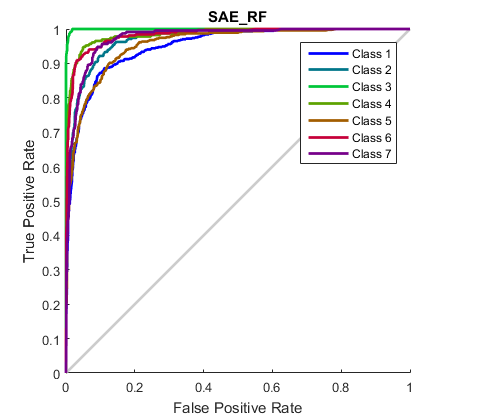 SAE_RF
1
0.9
0.8
0.7
0.6
0.5
0.4
0.3
0.2
0.1
0
True Positive Rate
Class 1
Class 2
Class 3
Class 4
Class 5
Class 6
Class 7
0 0.2 0.4 0.6 0.8 1
False Positive Rate